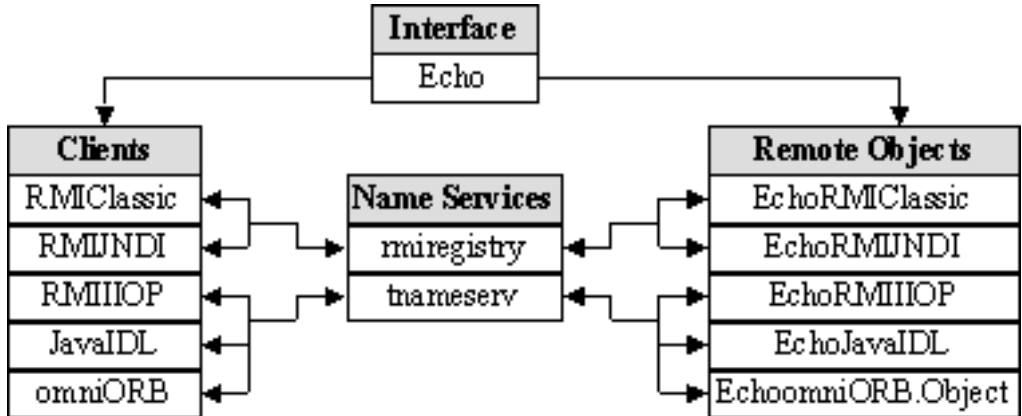 Interface
Echo
Clients
RMIClassic
RMIJNDI
RMIIIOP
JavaIDL
omniORB
Name Services
rmiregistry
tnameserv
Remote Objects
EchoRMIClassic
EchoRMIJNDI
EchoRMIIIOP
EchoJavaIDL
EchoomniORB.Object